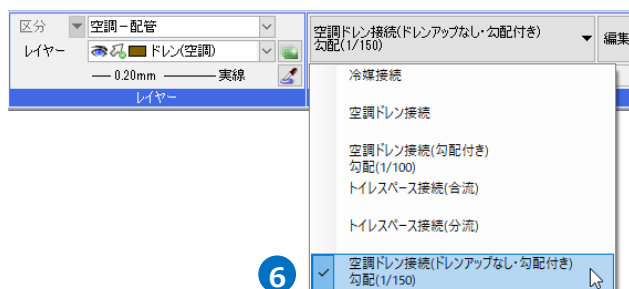 区分
空調－配管
レイヤー
ドレン(空調)
0.20mm
実線
レイヤー
空調ドレン接続(ドレンアップなし・勾配付き)
勾配(1/150)
編集
冷媒接続
空調ドレン接続
空調ドレン接続(勾配付き)
勾配(1/100)
トイレスペース接続(合流)
トイレスペース接続(分流)
6
空調ドレン接続(ドレンアップなし・勾配付き)
勾配(1/150)